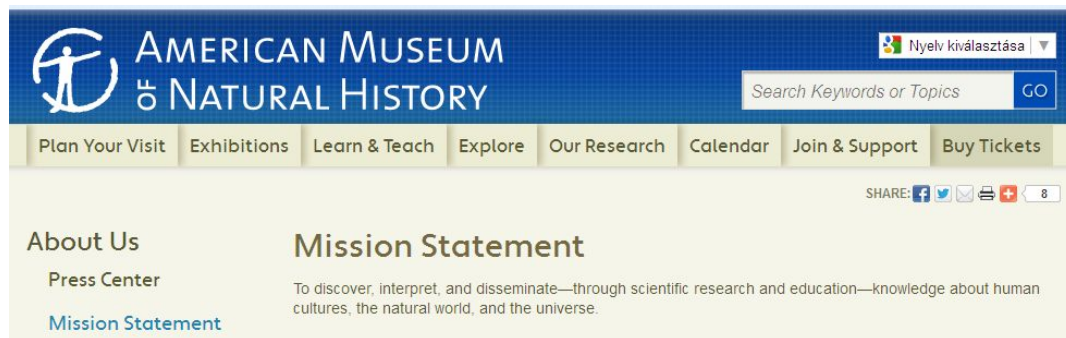 AMERICAN MUSEUM
OF NATURAL HISTORY
Nyelv kiválasztása
Search Keywords or Topics GO
Plan Your Visit Exhibitions Learn & Teach Explore Our Research Calendar Join & Support Buy Tickets
SHARE: 8
About Us
Press Center
Mission Statement
Mission Statement
To discover, interpret, and disseminate—through scientific research and education—knowledge about human
cultures, the natural world, and the universe.